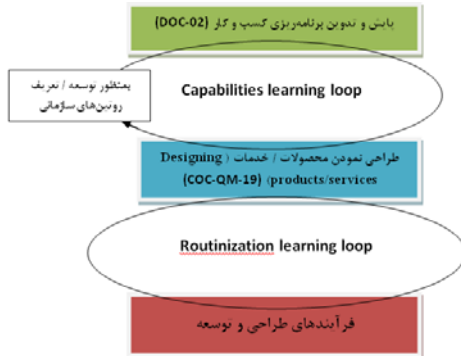 پایش و تدوین برنامه‌ریزی کسب و کار (DOC-02)
بمنظور توسعه / تعریف
روتین‌های سازمانی
Capabilities learning loop
طراحی نمودن محصولات / خدمات ( Designing
products/services) (COC-QM-19)
Routinization learning loop
فرآیندهای طراحی و توسعه